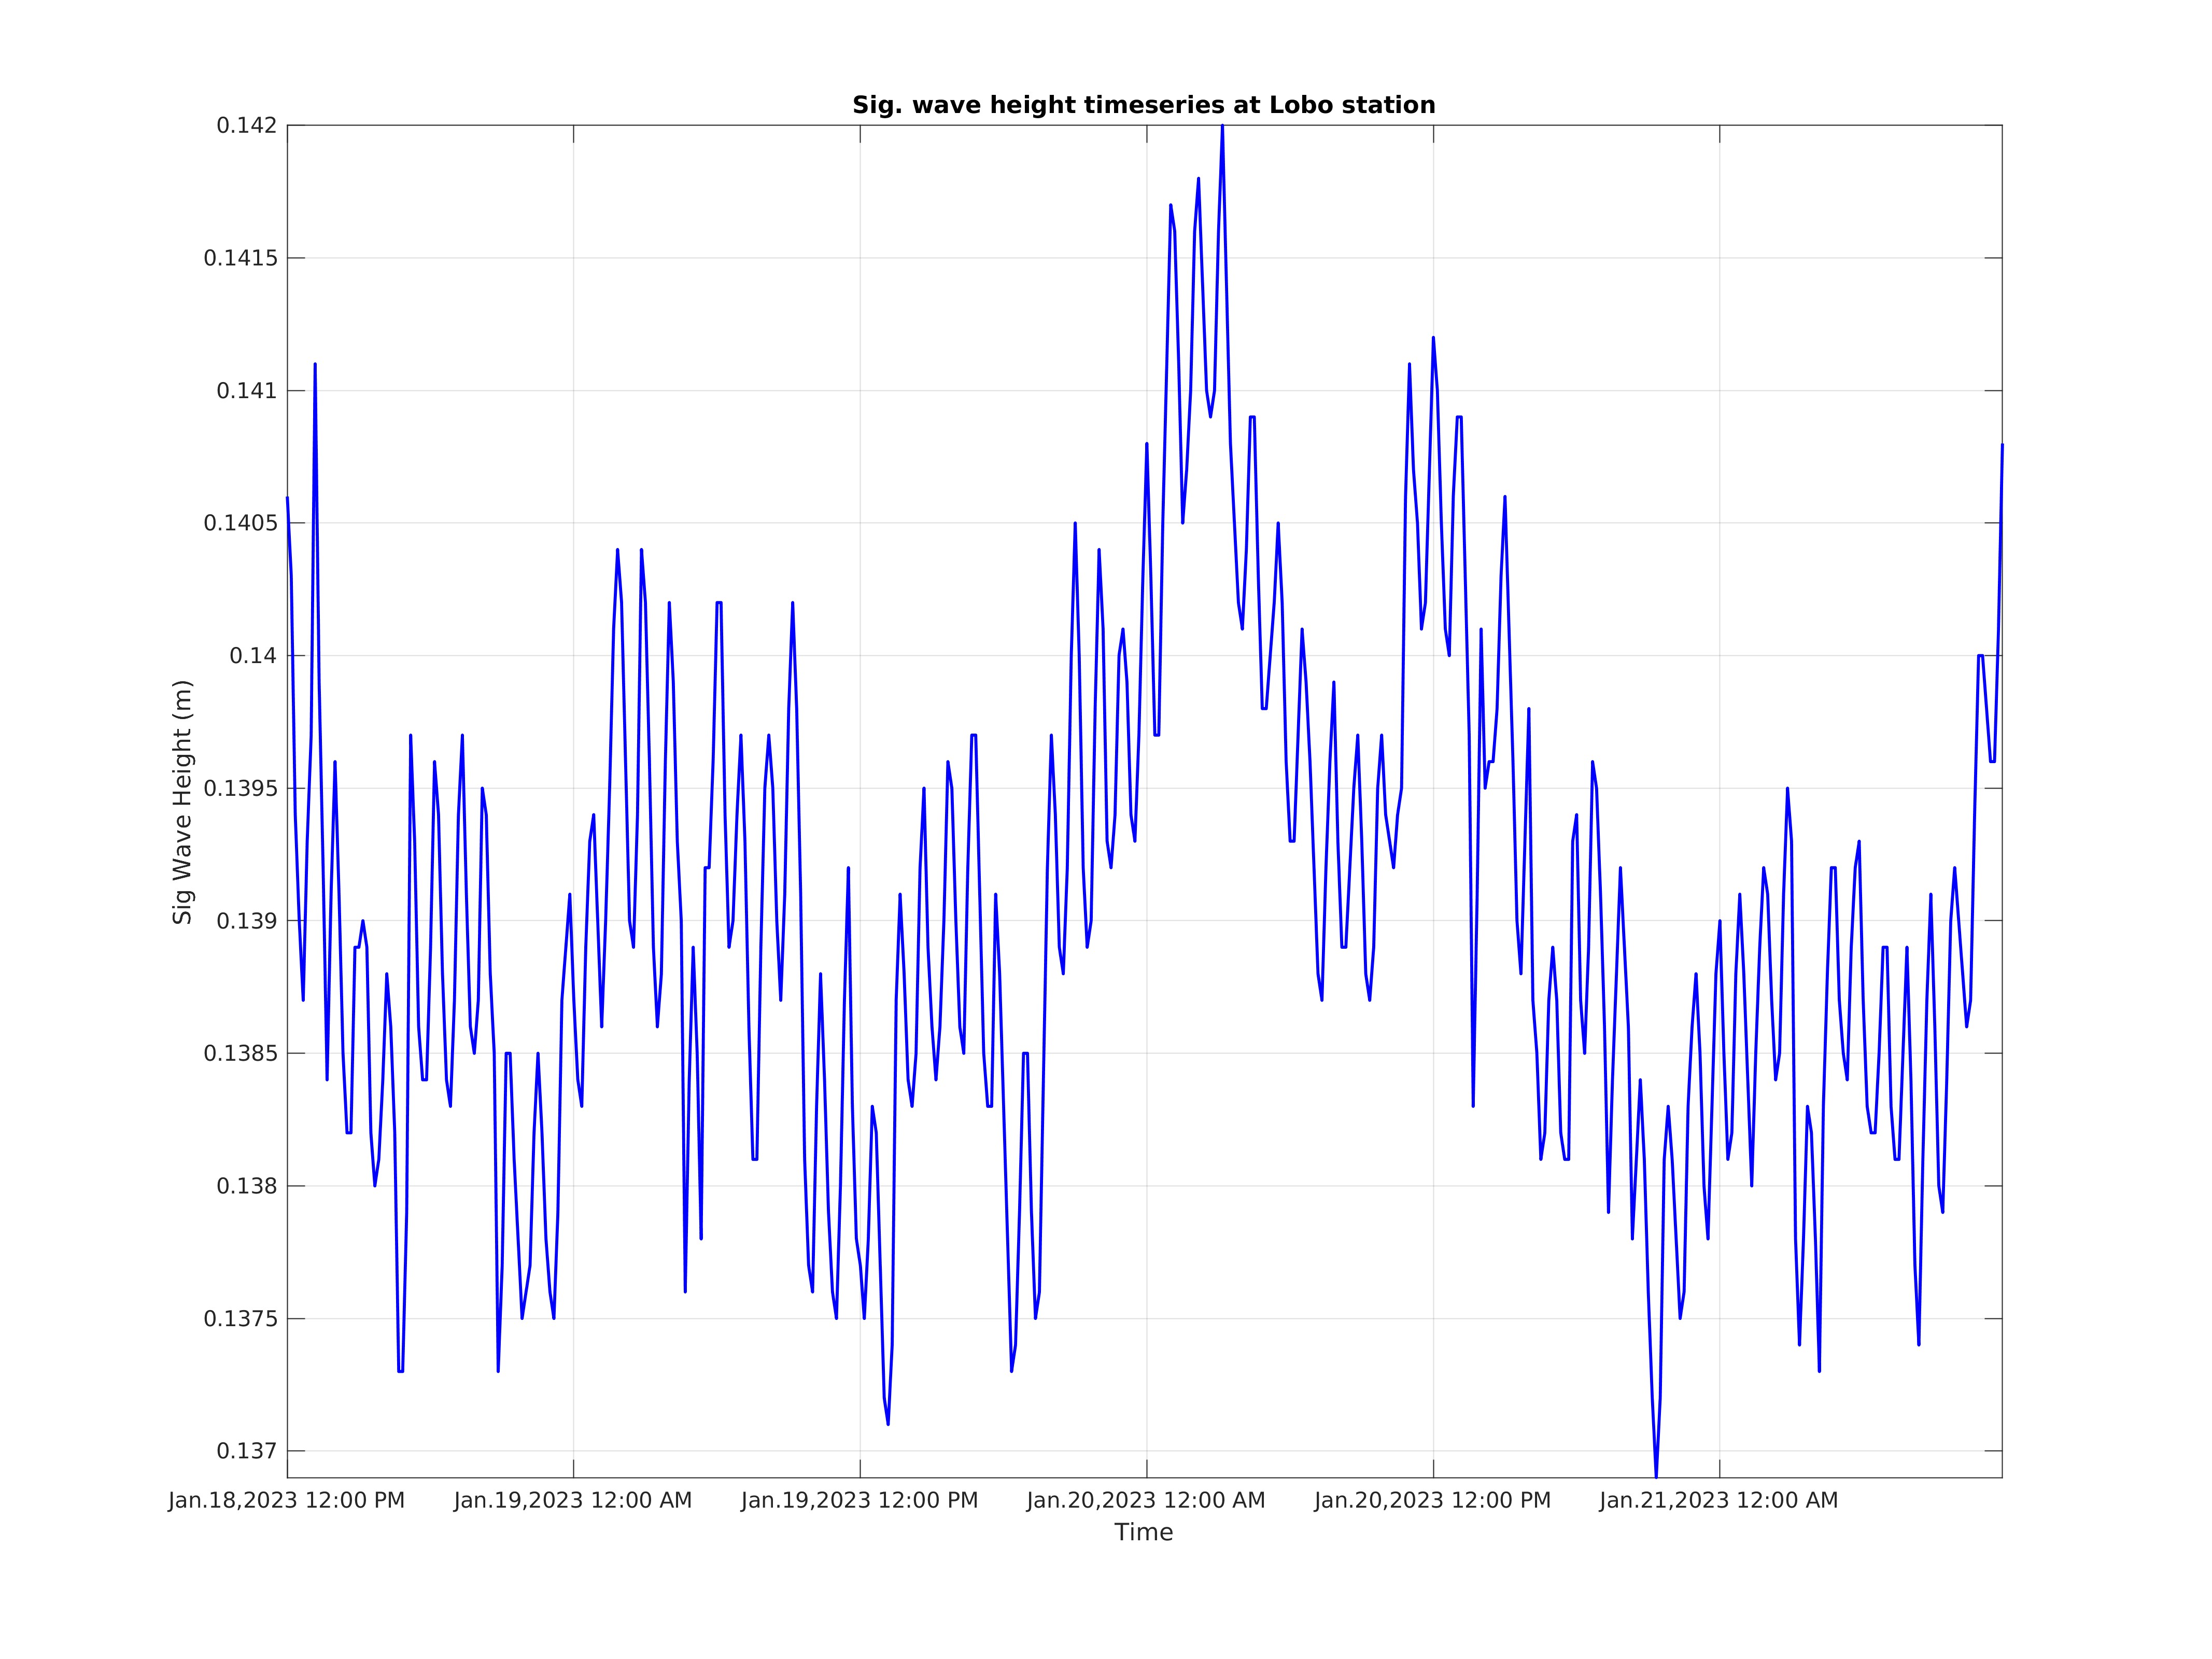 Sig. wave height timeseries at Lobo station
0.142
0.1415
0.141
0.1405
0.14
0.1395
0.139
0.1385
0.138
0.1375
0.137
Sig Wave Height (m)
Jan.18,2023 12:00 PM Jan.19,2023 12:00 AM Jan.19,2023 12:00 PM Jan.20,2023 12:00 AM Jan.20,2023 12:00 PM Jan.21,2023 12:00 AM
Time